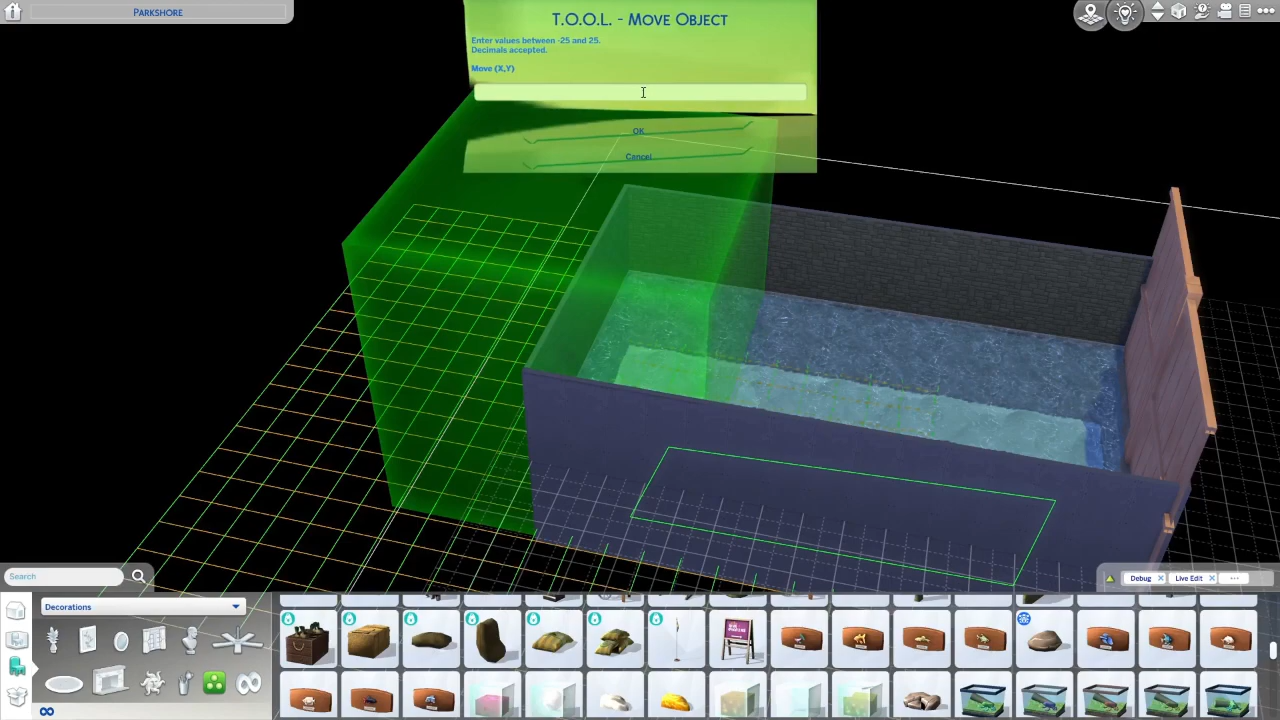 PARKSHORE
T.O.O.L. - MOVE OBJECT
Enter values between -25 and 25.
Decimals accepted.
Move (X,Y)
OK
Cancel
Search
Debug
Live Edit
...
Decorations